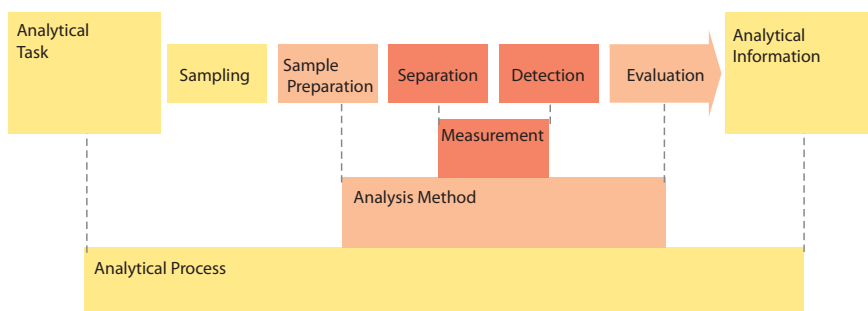 Analytical
Task
Sampling
Sample
Preparation
Separation
Detection
Evaluation
Analytical
Information
Measurement
Analysis Method
Analytical Process